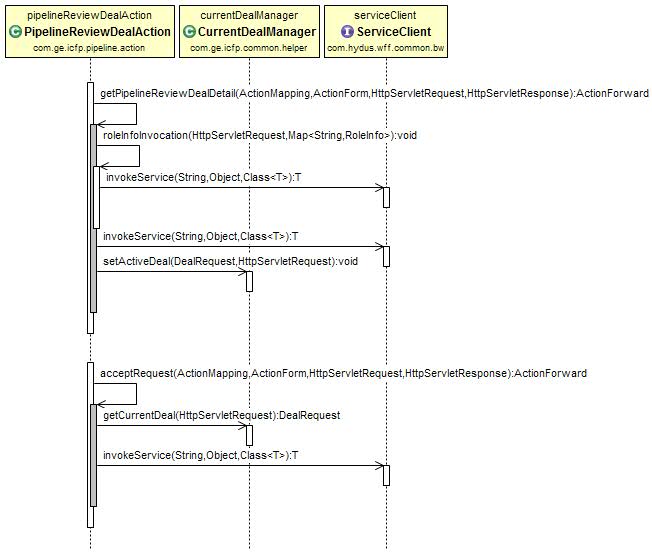 pipelineReviewDealAction
C PipelineReviewDealAction
com.ge.icfp.pipeline.action
currentDealManager
C CurrentDealManager
com.ge.icfp.common.helper
serviceClient
I ServiceClient
com.hydus.wff.common.bw
getPipelineReviewDealDetail(ActionMapping,ActionForm,HttpServletRequest,HttpServletResponse):ActionForward
roleInfoInvocation(HttpServletRequest,Map<String,RoleInfo>):void
invokeService(String,Object,Class<T>):T
invokeService(String,Object,Class<T>):T
setActiveDeal(DealRequest,HttpServletRequest):void
acceptRequest(ActionMapping,ActionForm,HttpServletRequest,HttpServletResponse):ActionForward
getCurrentDeal(HttpServletRequest):DealRequest
invokeService(String,Object,Class<T>):T